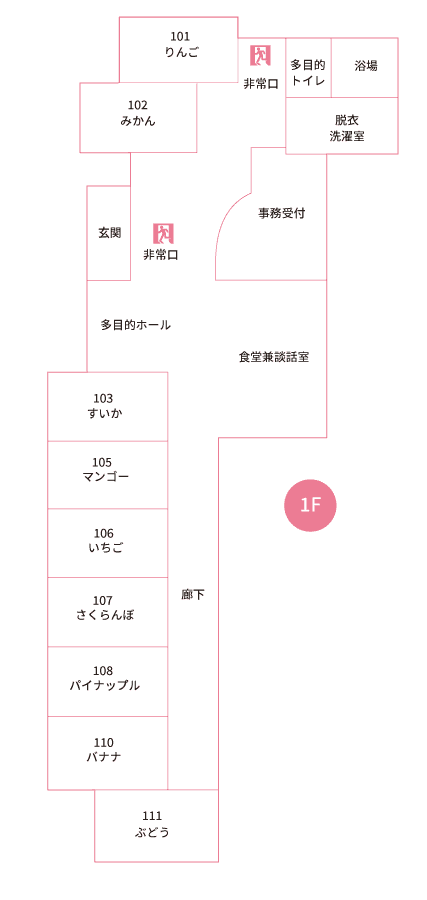 101
りんご
非常口
多目的
トイレ
浴場
102
みかん
脱衣
洗濯室
事務受付
玄関
非常口
多目的ホール
食堂兼談話室
103
すいか
105
マンゴー
1F
106
いちご
廊下
107
さくらんぼ
108
パイナップル
110
バナナ
111
ぶどう